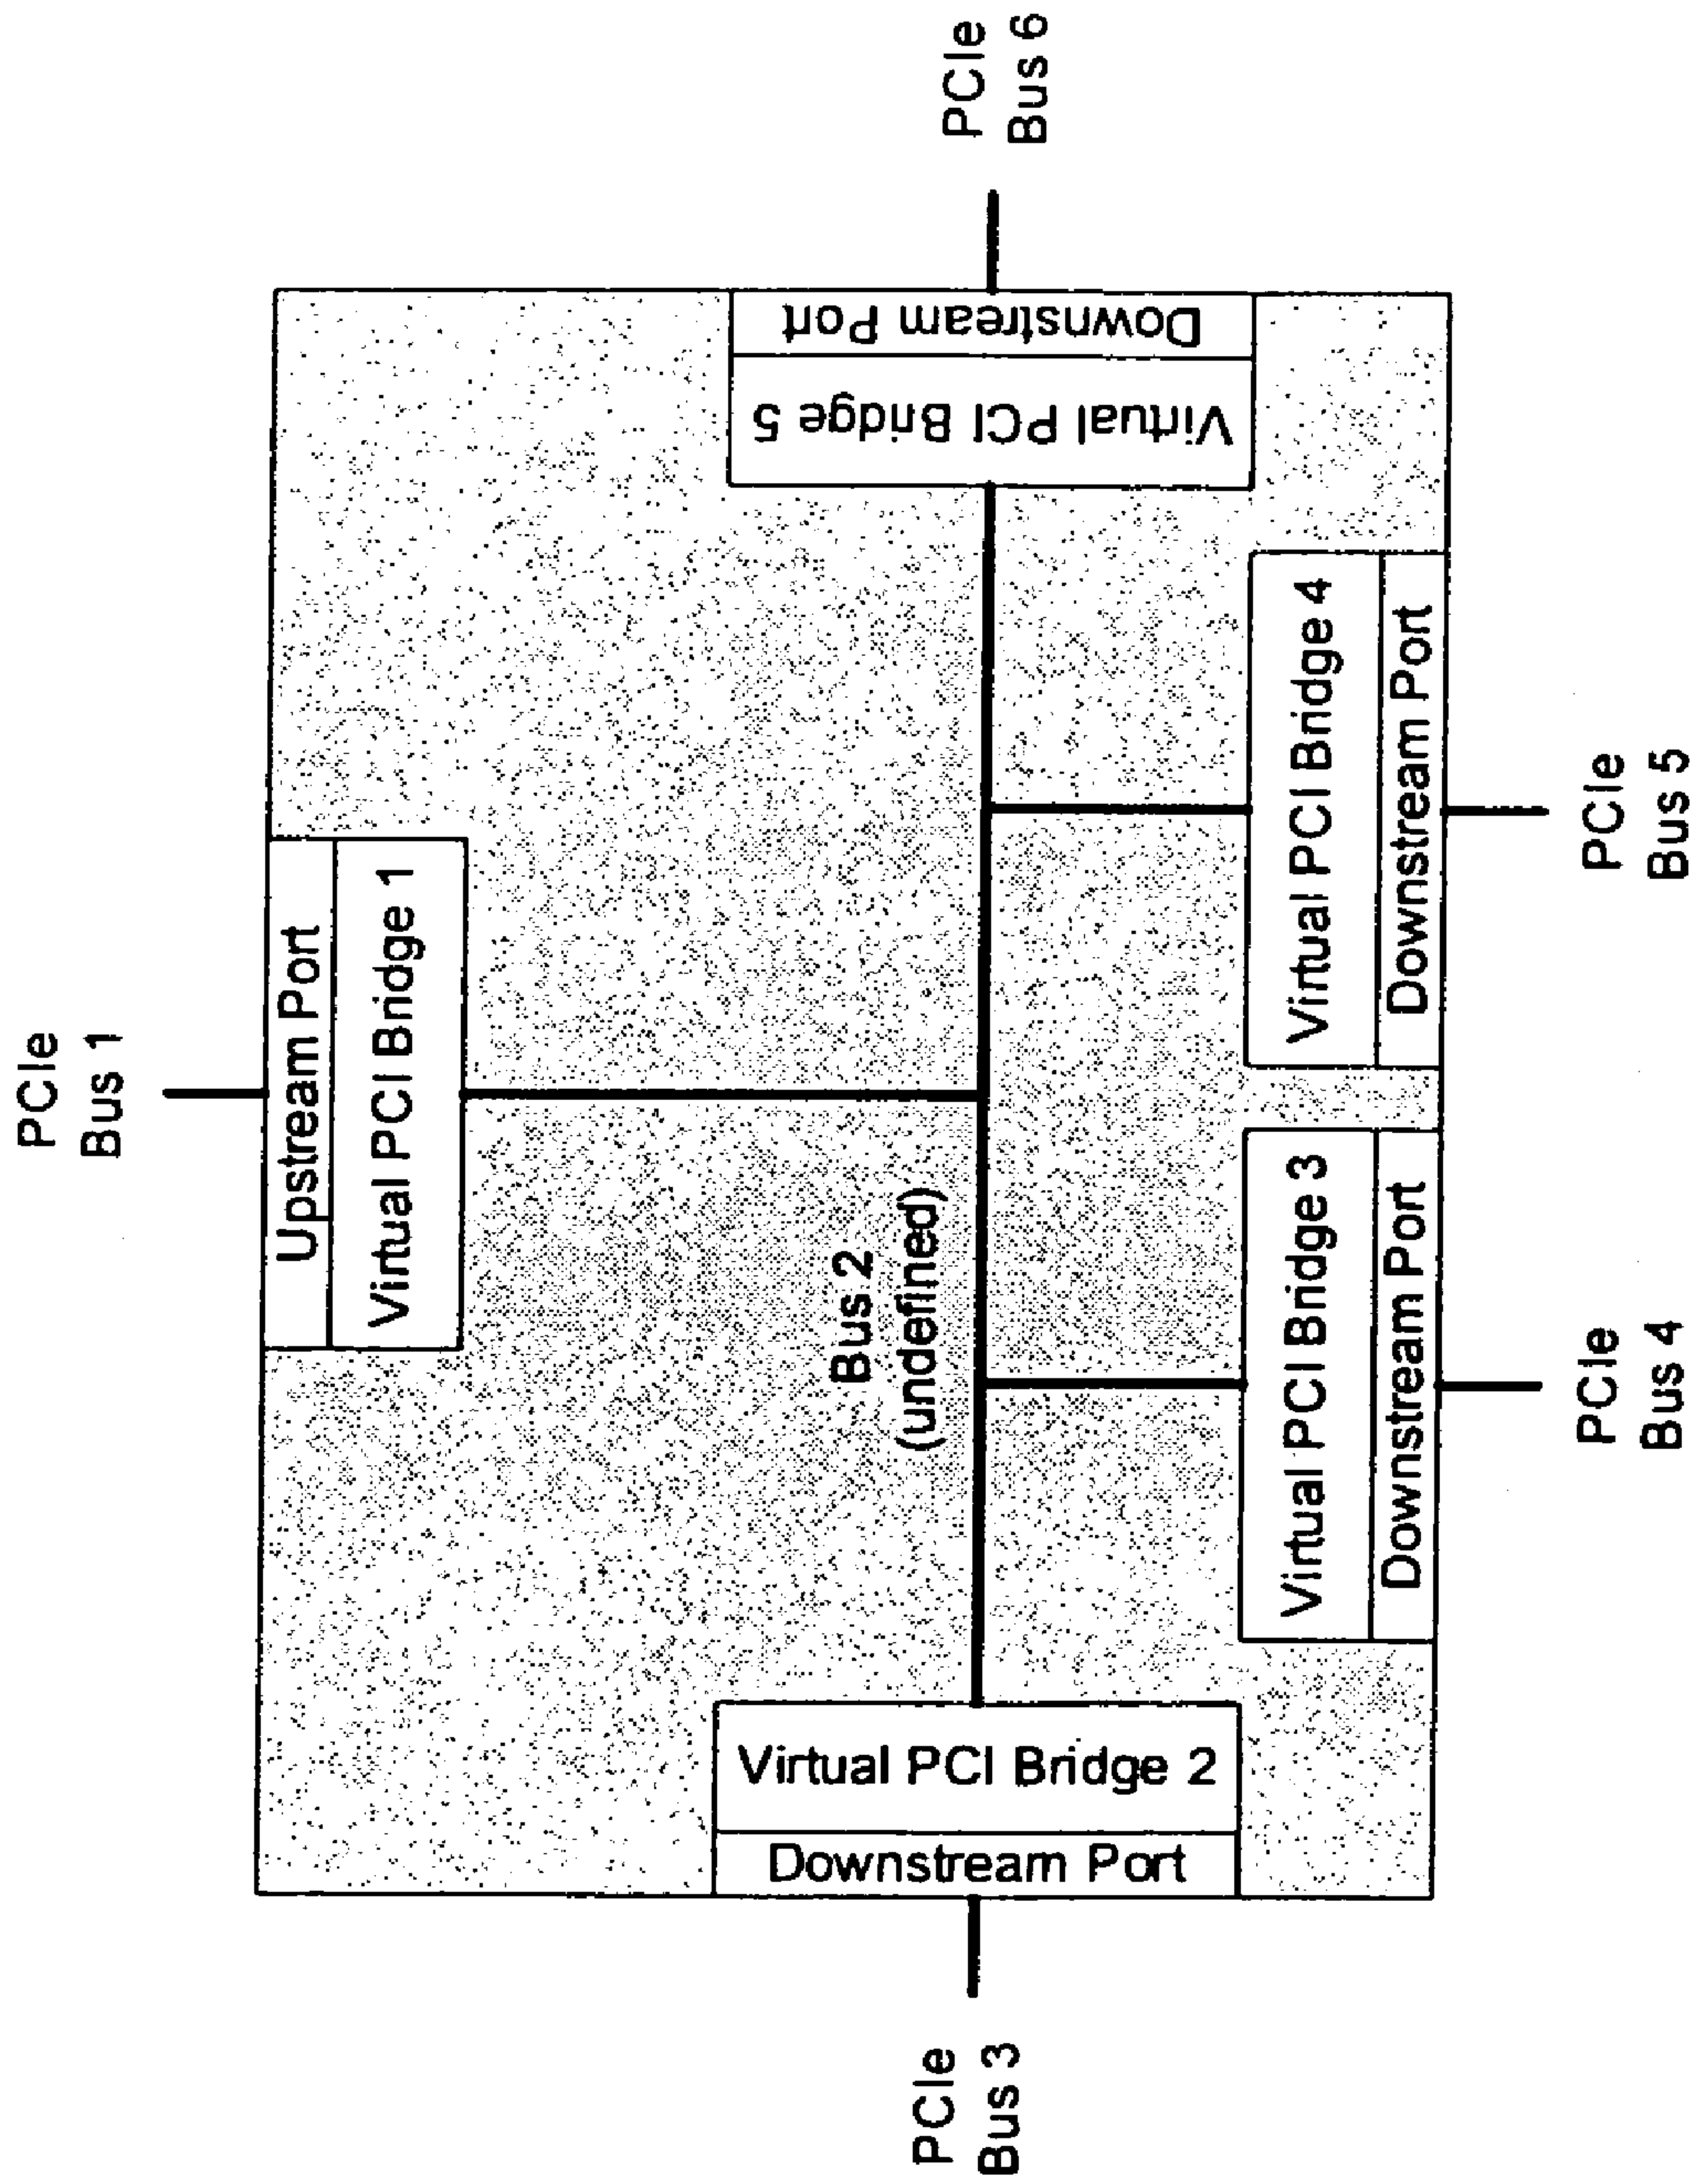 PCIe
Bus 1
Upstream Port
Virtual PCI Bridge 1
Bus 2
(undefined)
PCIe
Bus 3
Downstream Port
Virtual PCI Bridge 2
Virtual PCI Bridge 3
Downstream Port
PCIe
Bus 4
Virtual PCI Bridge 4
Downstream Port
PCIe
Bus 5
Virtual PCI Bridge 5
Downstream Port
PCIe
Bus 6